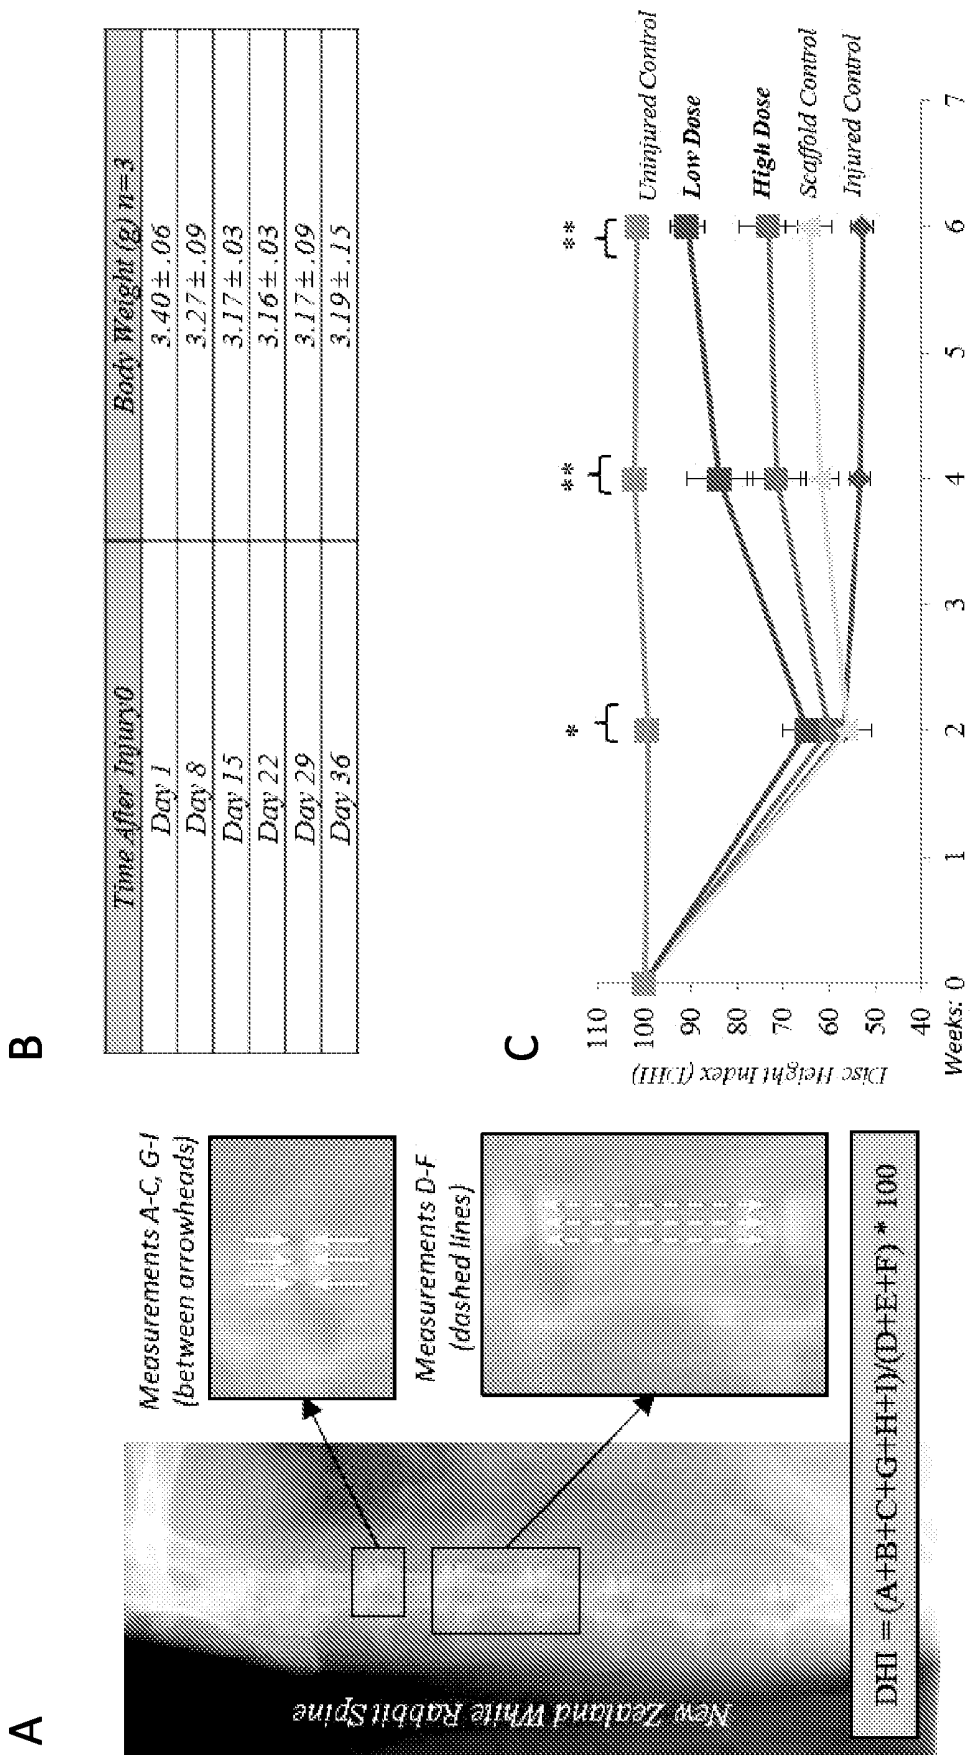 A
New Zealand White Rabbit Spine
Measurements A-C, G-I
(between arrowheads)
Measurements D-F
(dashed lines)
DHI = (A+B+C+G+H+I)/(D+E+F) * 100
B
Time After Injury0 Body Weight (g) n=3
Day 1 3.40±.06
Day 8 3.27±.09
Day 15 3.17±.03
Day 22 3.16±.03
Day 29 3.17±.09
Day 36 3.19±.15
C
Disc Height Index (DHI)
110
100
90
80
70
60
50
40
* ** **
Uninjured Control
Low Dose
High Dose
Scaffold Control
Injured Control
Weeks: 0 1 2 3 4 5 6 7